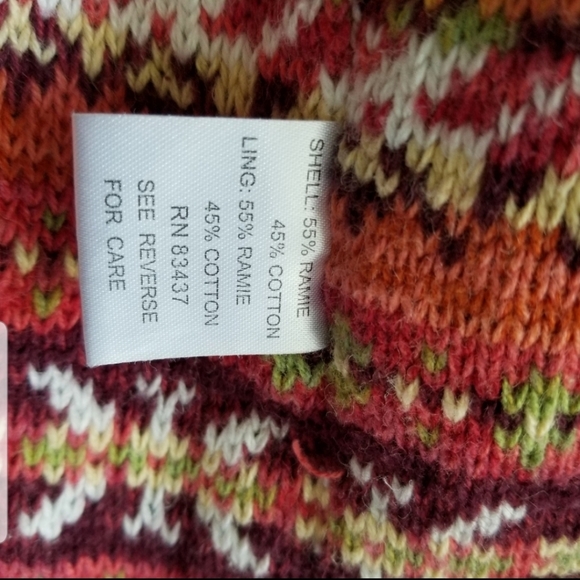 SHELL: 55% RAMIE
45% COTTON
LING: 55% RAMIE
45% COTTON
RN 83437
SEE REVERSE
FOR CARE